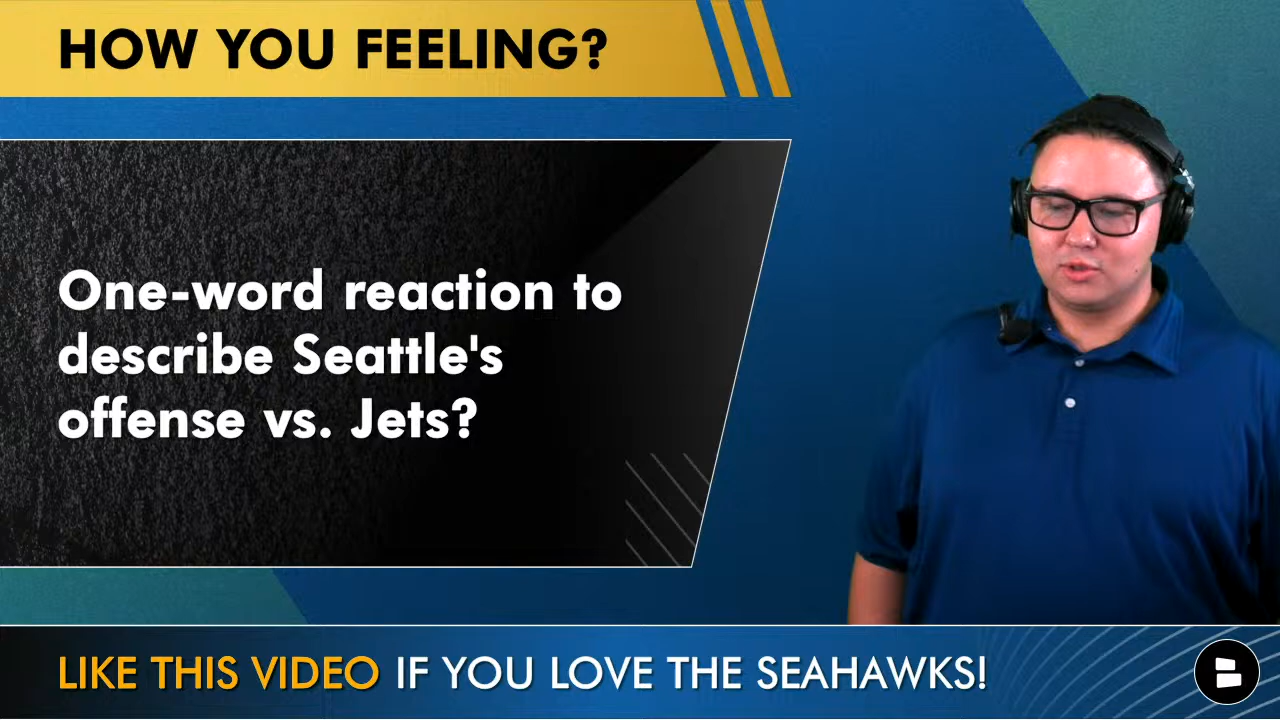 HOW YOU FEELING?
One-word reaction to
describe Seattle's
offense vs. Jets?
LIKE THIS VIDEO IF YOU LOVE THE SEAHAWKS!